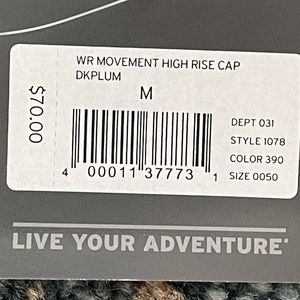 WR MOVEMENT HIGH RISE CAP
DKPLUM
M
$70.00
DEPT 031
STYLE 1078
COLOR 390
SIZE 0050
4 00011 37773 1
LIVE YOUR ADVENTURE®